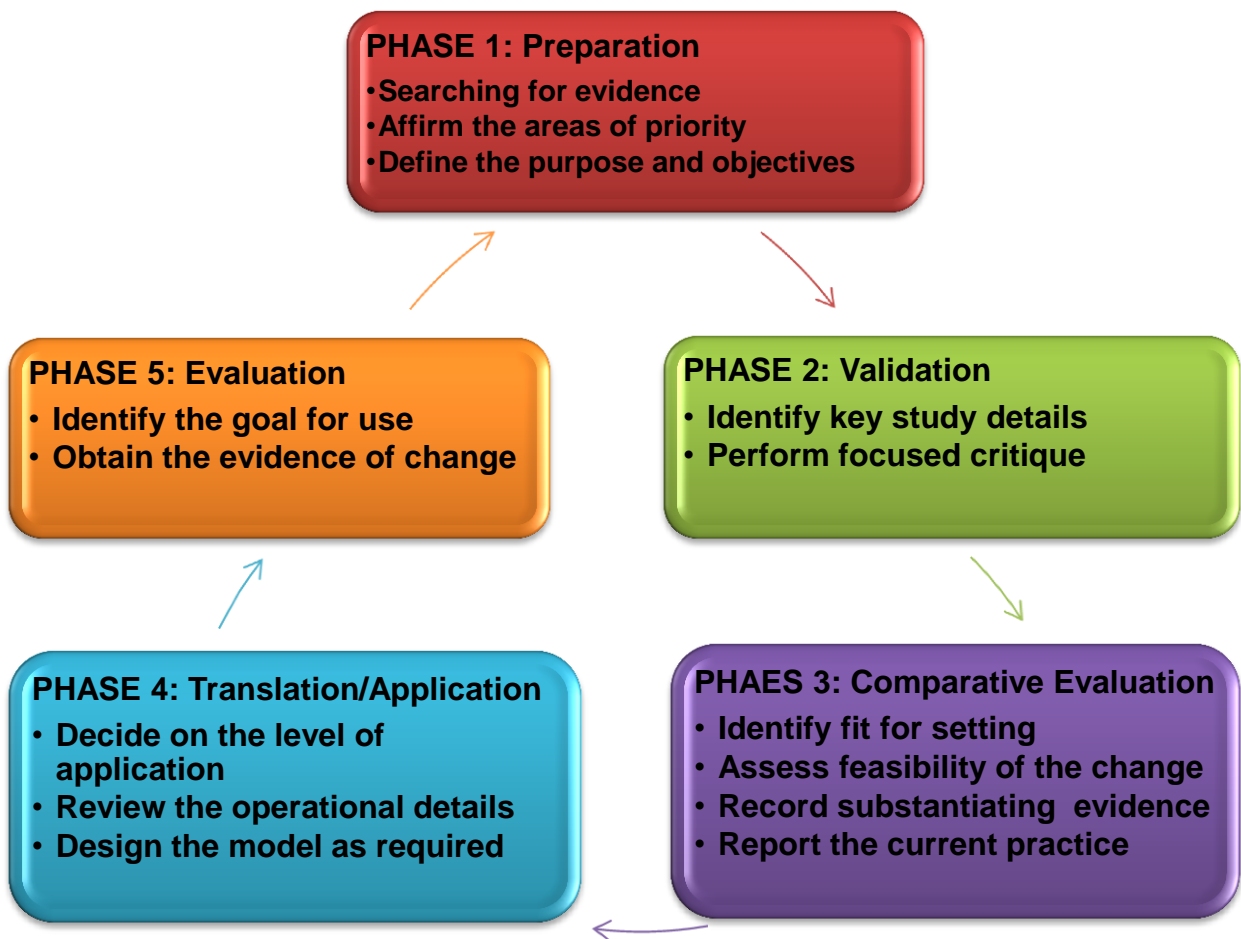 PHASE 1: Preparation
• Searching for evidence
• Affirm the areas of priority
• Define the purpose and objectives
PHASE 2: Validation
• Identify key study details
• Perform focused critique
PHAES 3: Comparative Evaluation
• Identify fit for setting
• Assess feasibility of the change
• Record substantiating evidence
• Report the current practice
PHASE 4: Translation/Application
• Decide on the level of
application
• Review the operational details
• Design the model as required
PHASE 5: Evaluation
• Identify the goal for use
• Obtain the evidence of change